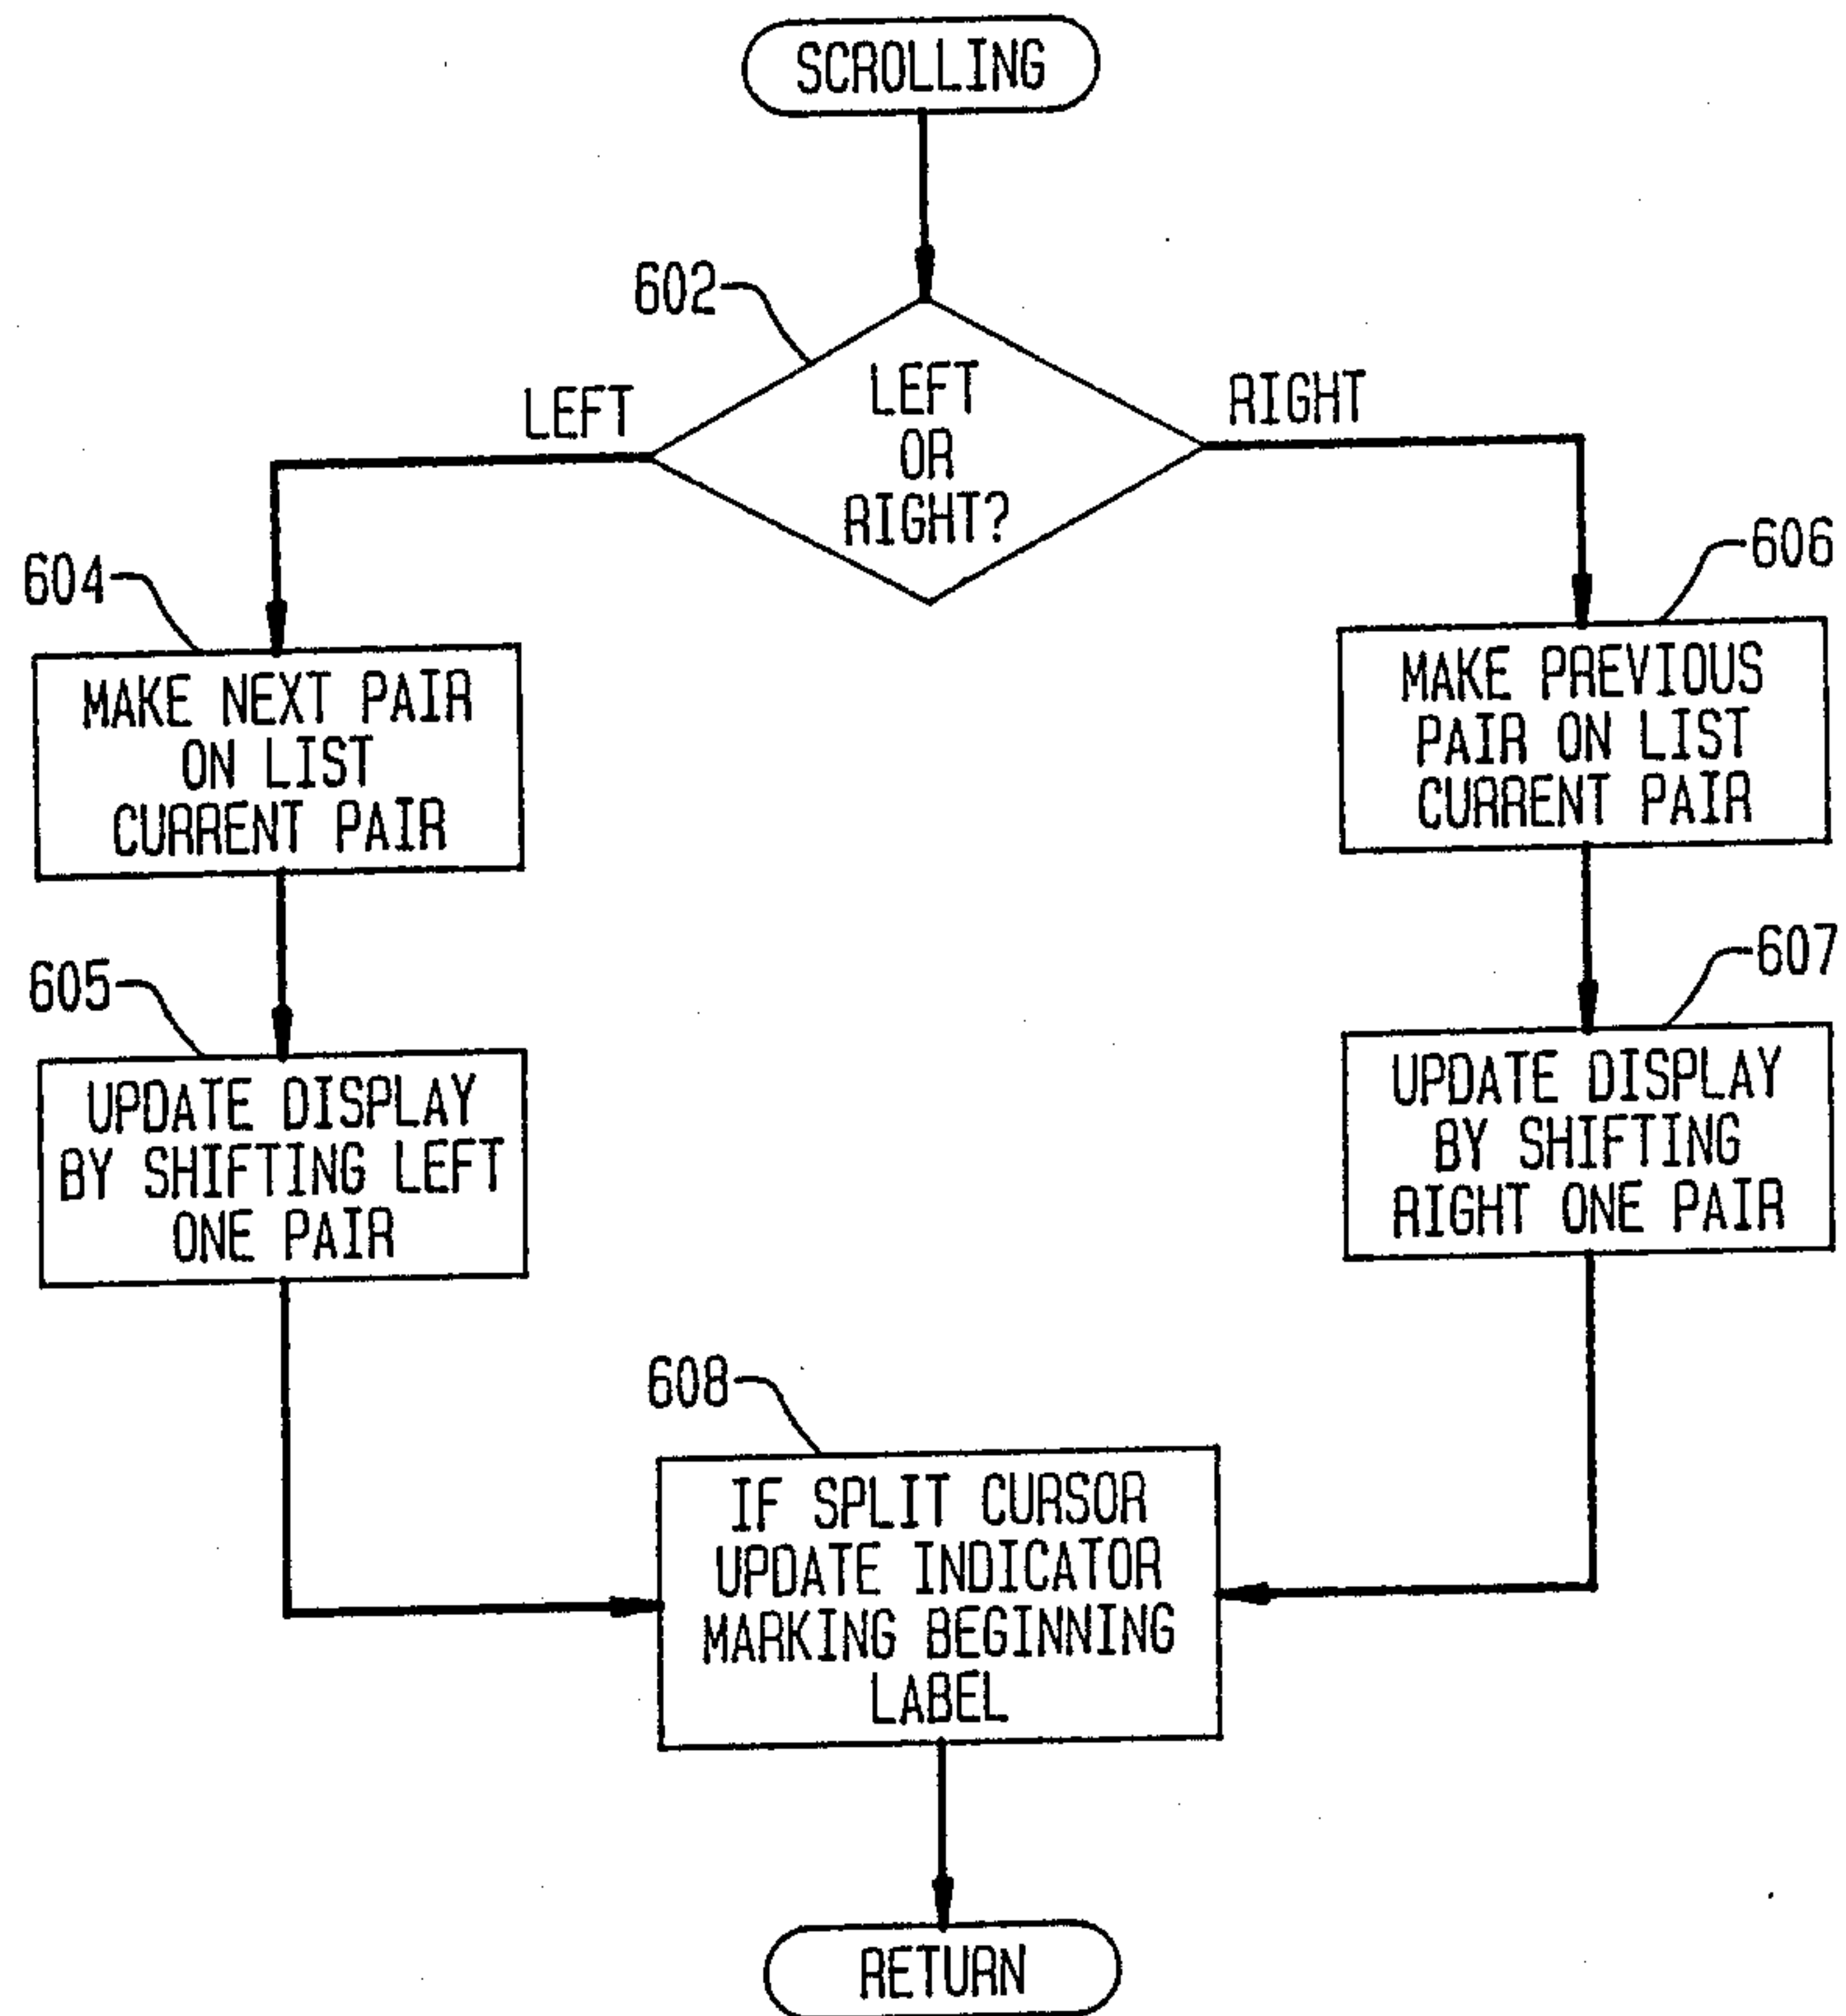 SCROLLING
602
LEFT
OR
RIGHT?
LEFT
RIGHT
604
MAKE NEXT PAIR
ON LIST
CURRENT PAIR
606
MAKE PREVIOUS
PAIR ON LIST
CURRENT PAIR
605
UPDATE DISPLAY
BY SHIFTING LEFT
ONE PAIR
607
UPDATE DISPLAY
BY SHIFTING
RIGHT ONE PAIR
608
IF SPLIT CURSOR
UPDATE INDICATOR
MARKING BEGINNING
LABEL
RETURN